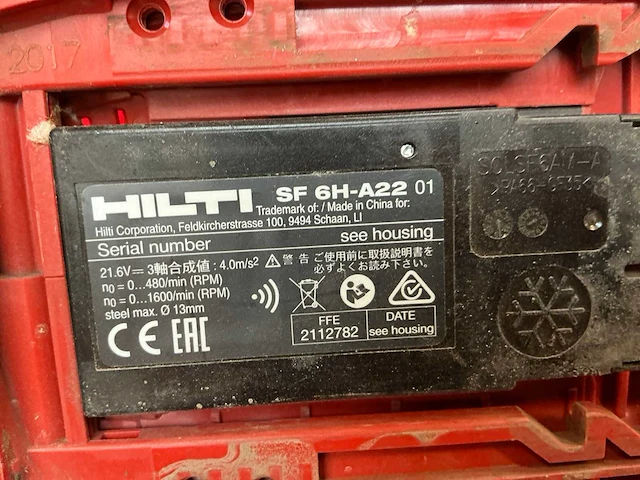 2017
HILTI SF 6H-A22 01
Trademark of: / Made in China for:
Hilti Corporation, Feldkircherstrasse 100, 9494 Schaan, LI
Serial number see housing
21.6V⎓ 3軸合成値 : 4.0m/s² ⚠ 警告 ご使用前に取扱説明書を
必ずよくお読み下さい。
n₀ = 0...480/min (RPM)
n₀ = 0...1600/min (RPM)
steel max. Ø 13mm
CE EAC
FFE
2112782
DATE
see housing
>PA66-GF35<